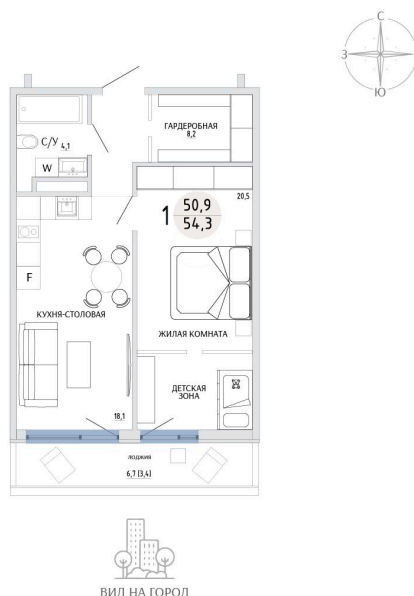 С
З
Ю
ГАРДЕРОБНАЯ
8,2
С/У 4,1
W
20,5
1
50,9
54,3
F
КУХНЯ-СТОЛОВАЯ
ЖИЛАЯ КОМНАТА
ДЕТСКАЯ
ЗОНА
18,1
ЛОДЖИЯ
6,7 (3,4)
ВИД НА ГОРОД